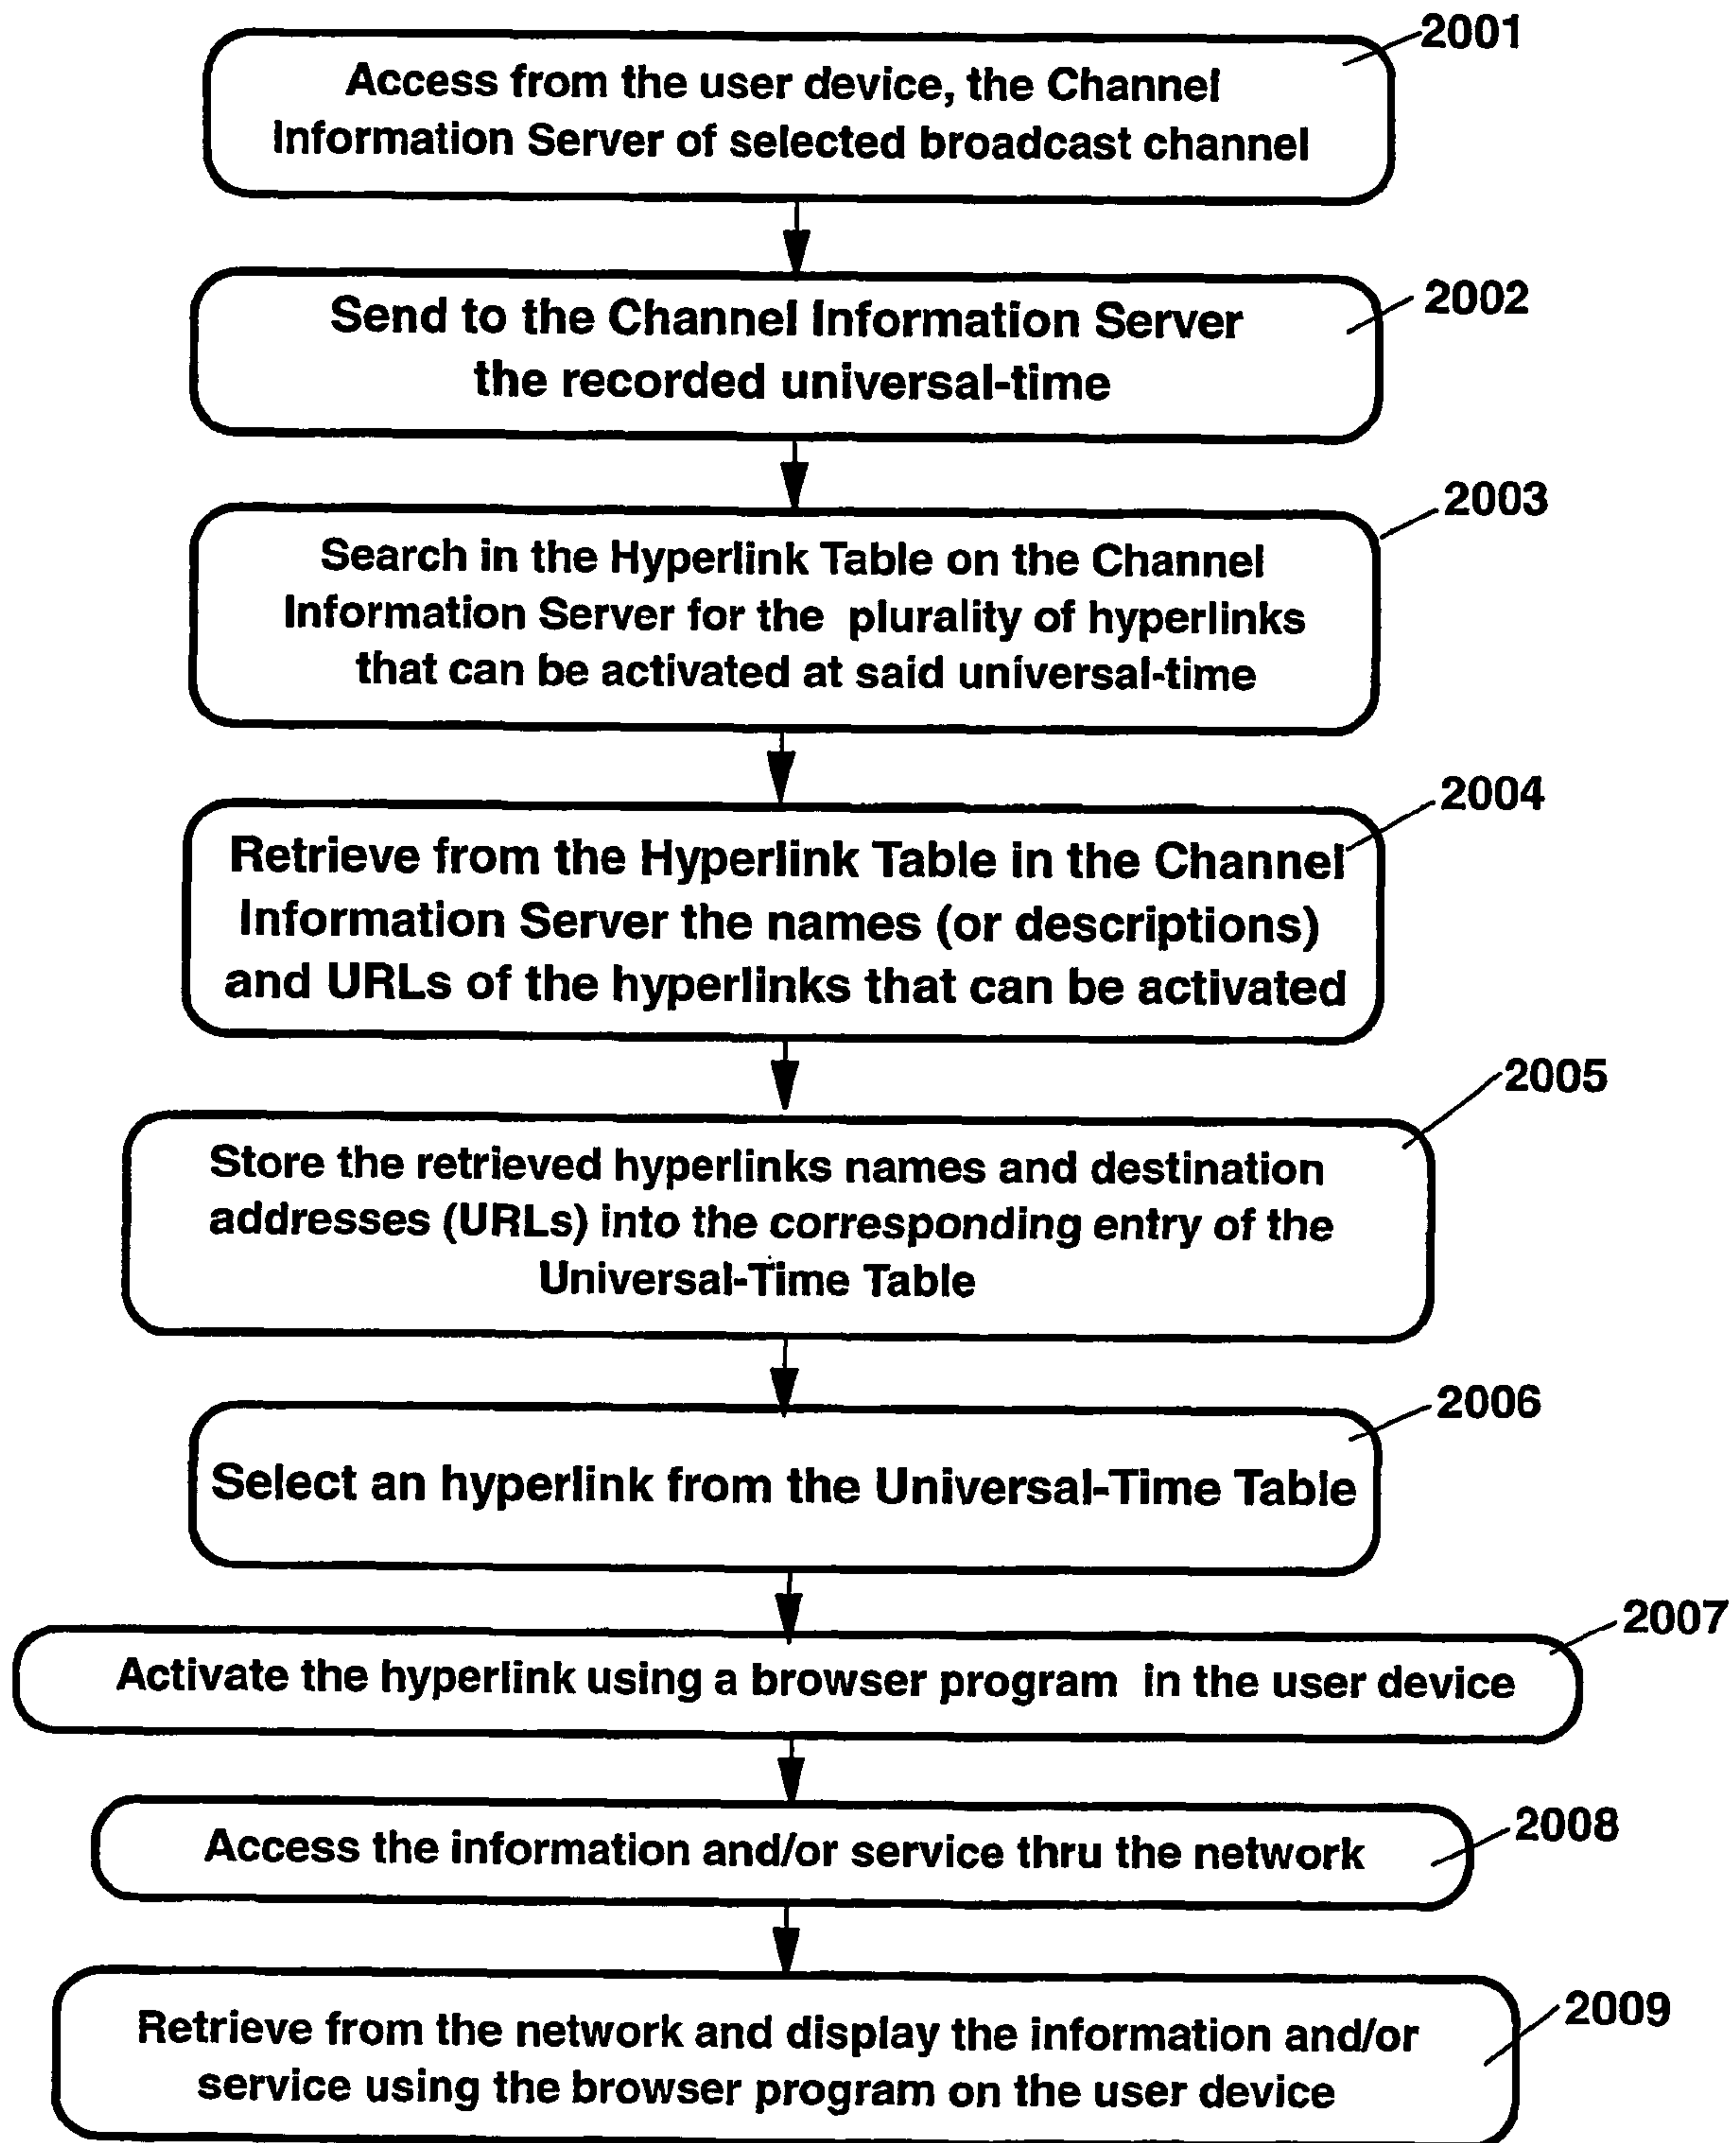 2001
Access from the user device, the Channel
Information Server of selected broadcast channel
2002
Send to the Channel Information Server
the recorded universal-time
2003
Search in the Hyperlink Table on the Channel
Information Server for the plurality of hyperlinks
that can be activated at said universal-time
2004
Retrieve from the Hyperlink Table in the Channel
Information Server the names (or descriptions)
and URLs of the hyperlinks that can be activated
2005
Store the retrieved hyperlinks names and destination
addresses (URLs) into the corresponding entry of the
Universal-Time Table
2006
Select an hyperlink from the Universal-Time Table
2007
Activate the hyperlink using a browser program in the user device
2008
Access the information and/or service thru the network
2009
Retrieve from the network and display the information and/or
service using the browser program on the user device